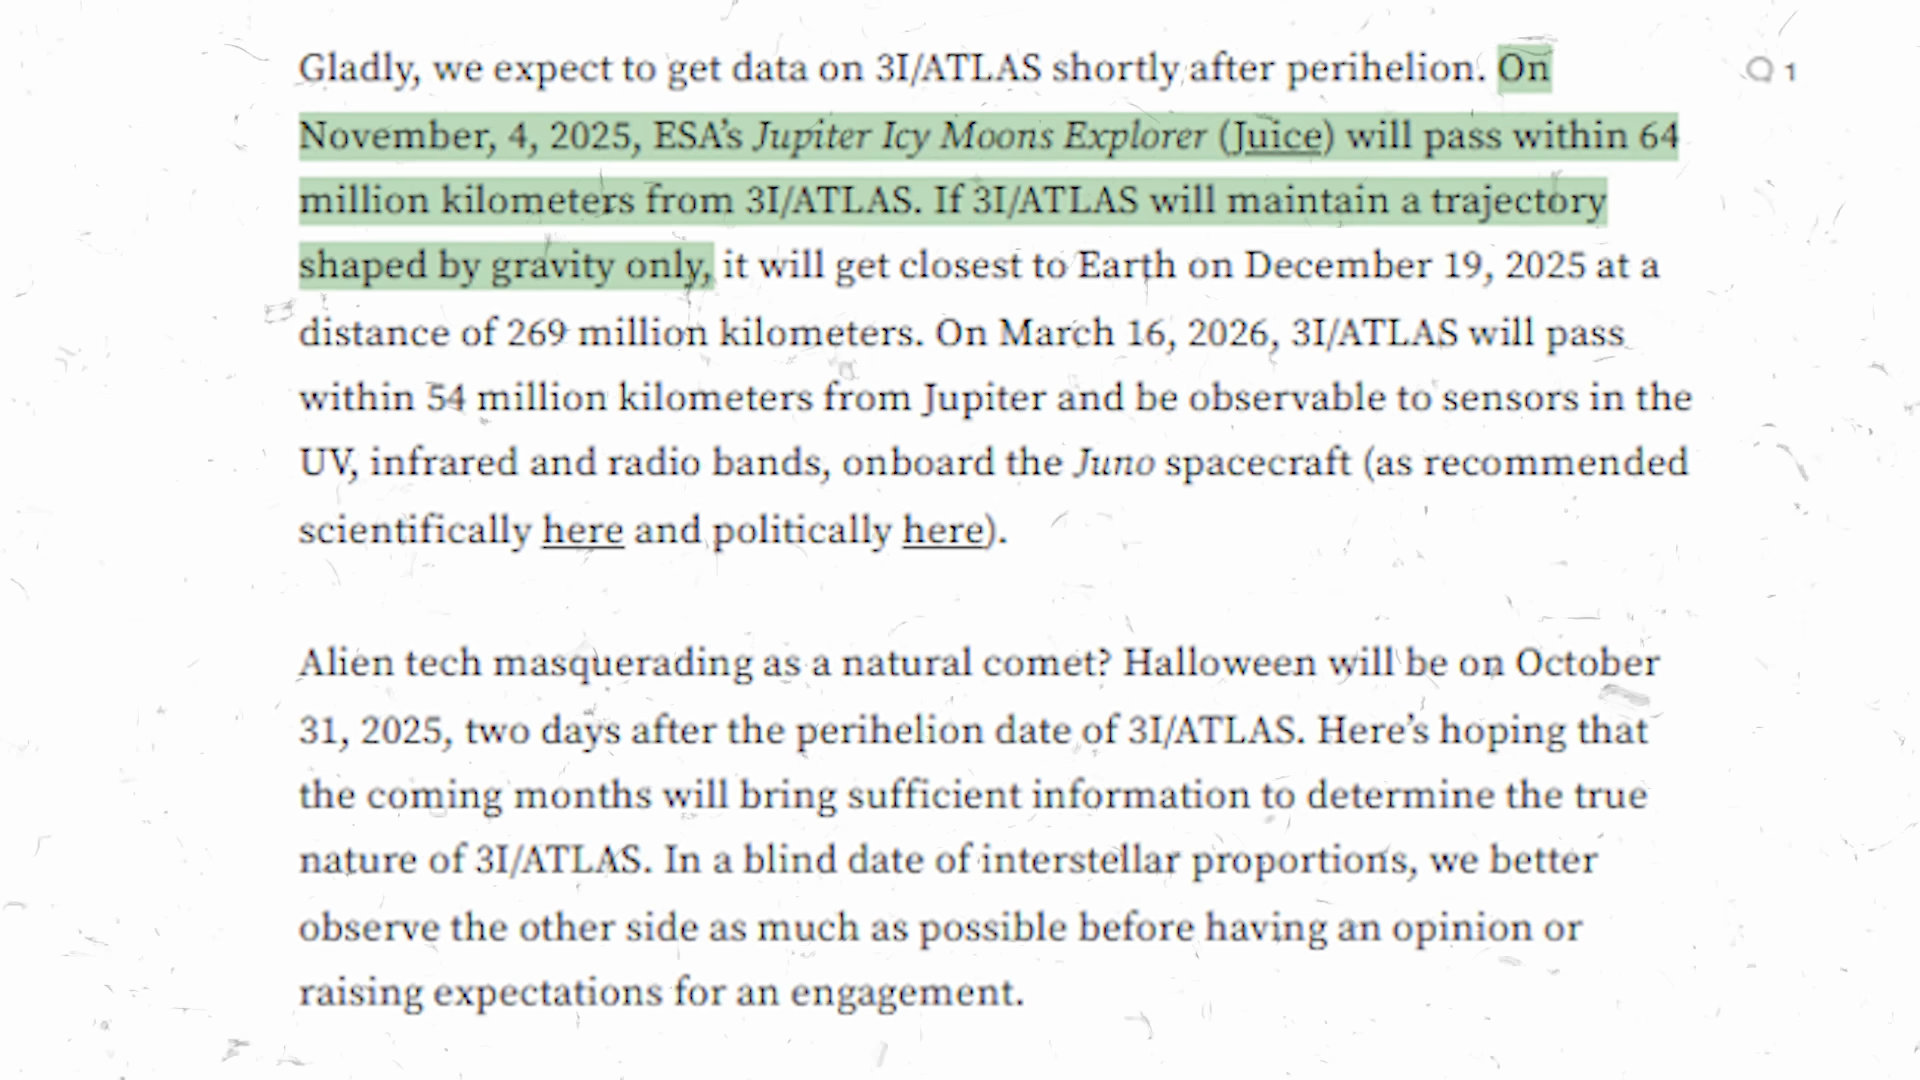 Gladly, we expect to get data on 3I/ATLAS shortly after perihelion. On
1
November, 4, 2025, ESA’s Jupiter Icy Moons Explorer (Juice) will pass within 64
million kilometers from 3I/ATLAS. If 3I/ATLAS will maintain a trajectory
shaped by gravity only, it will get closest to Earth on December 19, 2025 at a
distance of 269 million kilometers. On March 16, 2026, 3I/ATLAS will pass
within 54 million kilometers from Jupiter and be observable to sensors in the
UV, infrared and radio bands, onboard the Juno spacecraft (as recommended
scientifically here and politically here).
Alien tech masquerading as a natural comet? Halloween will be on October
31, 2025, two days after the perihelion date of 3I/ATLAS. Here’s hoping that
the coming months will bring sufficient information to determine the true
nature of 3I/ATLAS. In a blind date of interstellar proportions, we better
observe the other side as much as possible before having an opinion or
raising expectations for an engagement.